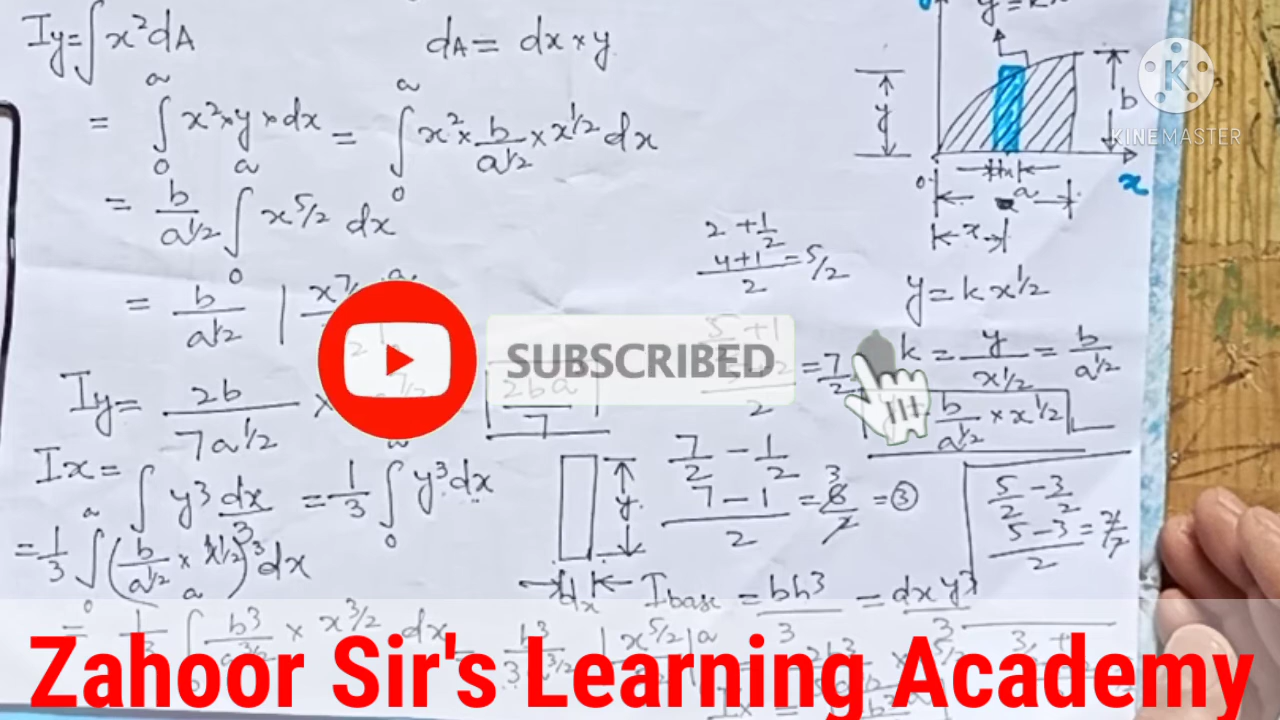 Iy=∫x²dA
dA = dx×y
= ∫₀ᵃ x²×y×dx = ∫₀ᵃ x²×b/a^1/2×x^1/2 dx
= b/a^1/2 ∫₀ᵃ x^5/2 dx
= b/a^1/2 |
Iy= 2b/7a^1/2 ×
7
Ix= ∫₀ᵃ y³dx/3 = 1/3 ∫₀ᵃ y³dx
= 1/3 ∫₀ᵃ (b/a^1/2 × x^1/2)³dx
b³ × x^3/2 dx
2+1/2
4+1/2 = 5/2
= 7/2
7/2 − 1/2
7−1/2 = 6/2 = ③
y
dx
Ibase = bh³/3 = dxy³/3
y
b
0
x
dx
a
x
y=kx^1/2
k = y/x^1/2 = b/a^1/2
b/a^1/2 × x^1/2
5/2 − 3/2
5−3/2 =
K
KINEMASTER
SUBSCRIBED
Zahoor Sir's Learning Academy